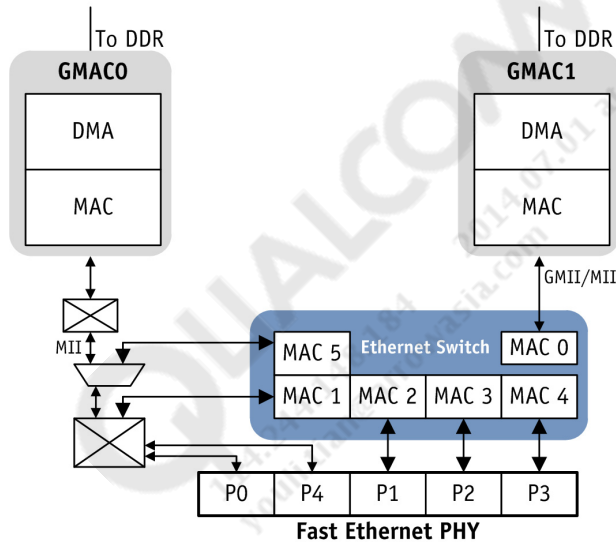 To DDR
To DDR
GMAC0
GMAC1
DMA
DMA
MAC
MAC
GMII/MII
MII
MAC 5
Ethernet Switch
MAC 0
MAC 1
MAC 2
MAC 3
MAC 4
P0
P4
P1
P2
P3
Fast Ethernet PHY
QUALCOMM